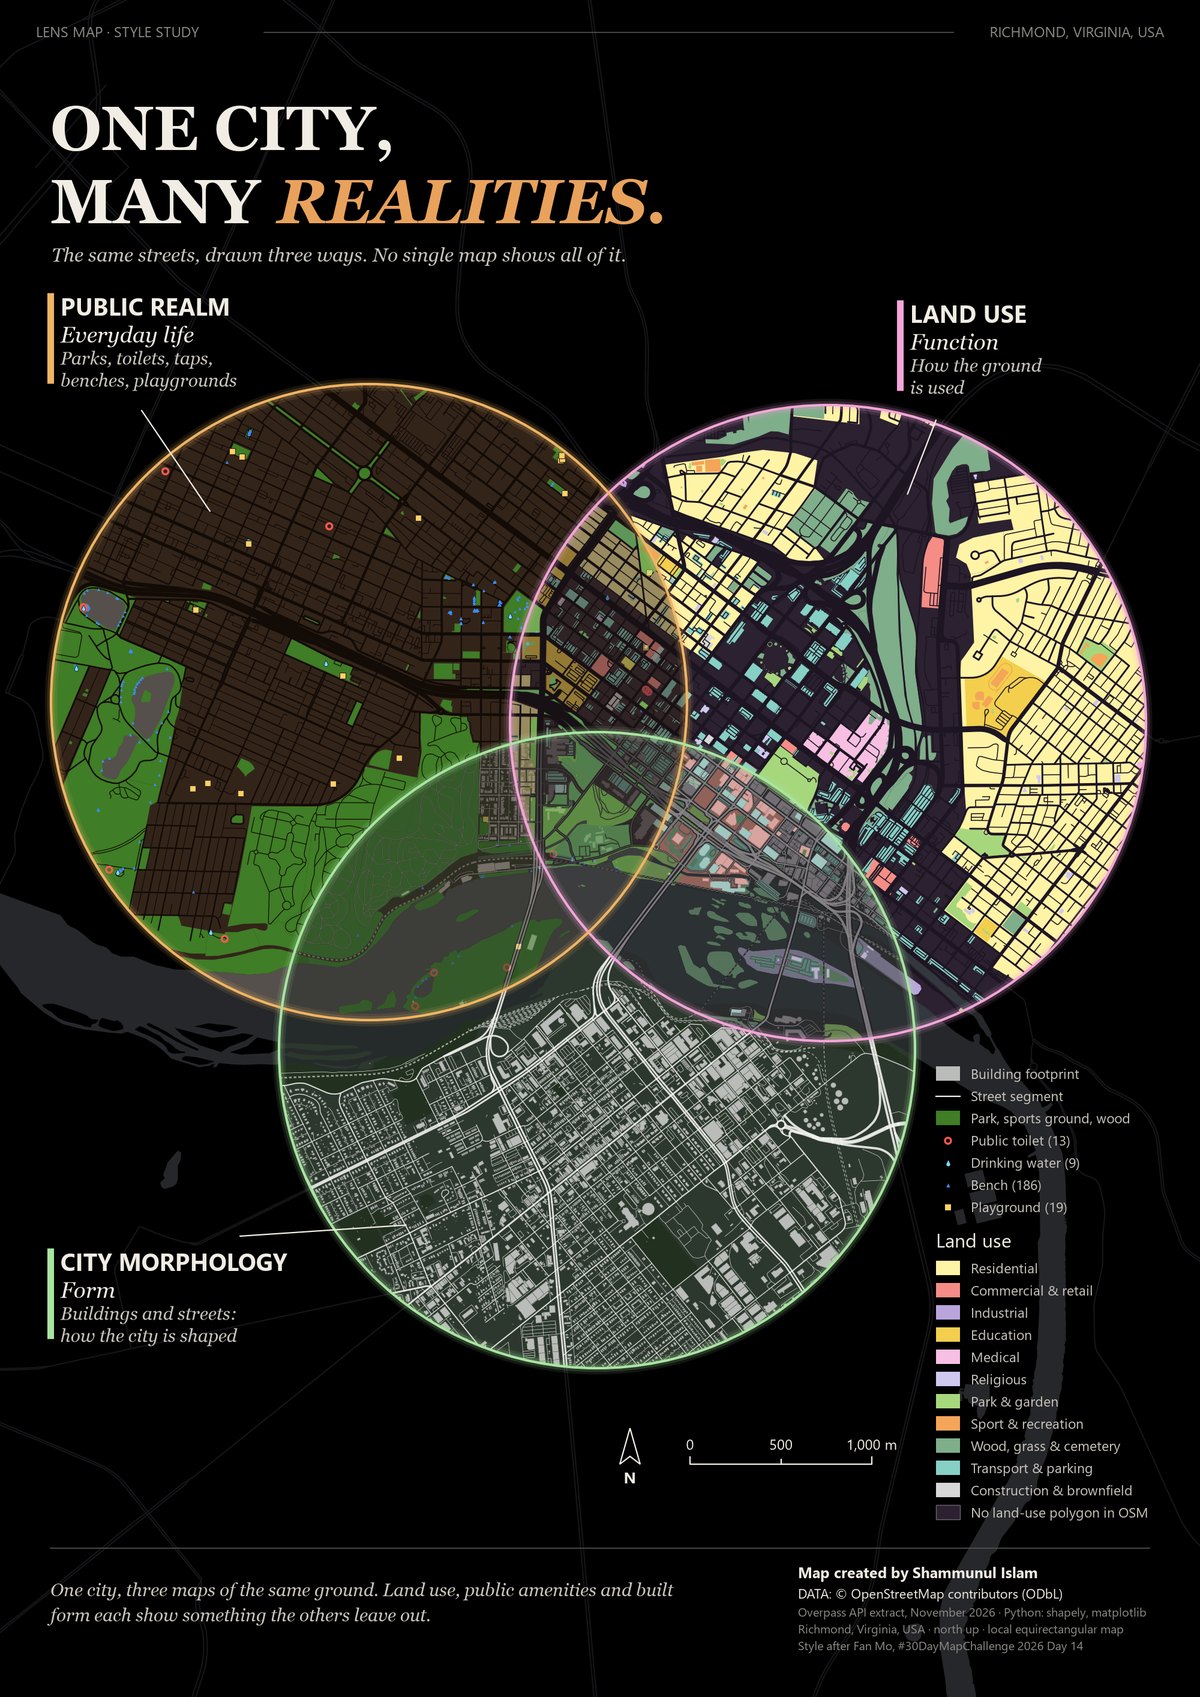 LENS MAP · STYLE STUDY
RICHMOND, VIRGINIA, USA
ONE CITY,
MANY REALITIES.
The same streets, drawn three ways. No single map shows all of it.
PUBLIC REALM
Everyday life
Parks, toilets, taps,
benches, playgrounds
LAND USE
Function
How the ground
is used
CITY MORPHOLOGY
Form
Buildings and streets:
how the city is shaped
Building footprint
Street segment
Park, sports ground, wood
Public toilet (13)
Drinking water (9)
Bench (186)
Playground (19)
Land use
Residential
Commercial & retail
Industrial
Education
Medical
Religious
Park & garden
Sport & recreation
Wood, grass & cemetery
Transport & parking
Construction & brownfield
No land-use polygon in OSM
N
0 500 1,000 m
One city, three maps of the same ground. Land use, public amenities and built
form each show something the others leave out.
Map created by Shammunul Islam
DATA: © OpenStreetMap contributors (ODbL)
Overpass API extract, November 2026 · Python: shapely, matplotlib
Richmond, Virginia, USA · north up · local equirectangular map
Style after Fan Mo, #30DayMapChallenge 2026 Day 14